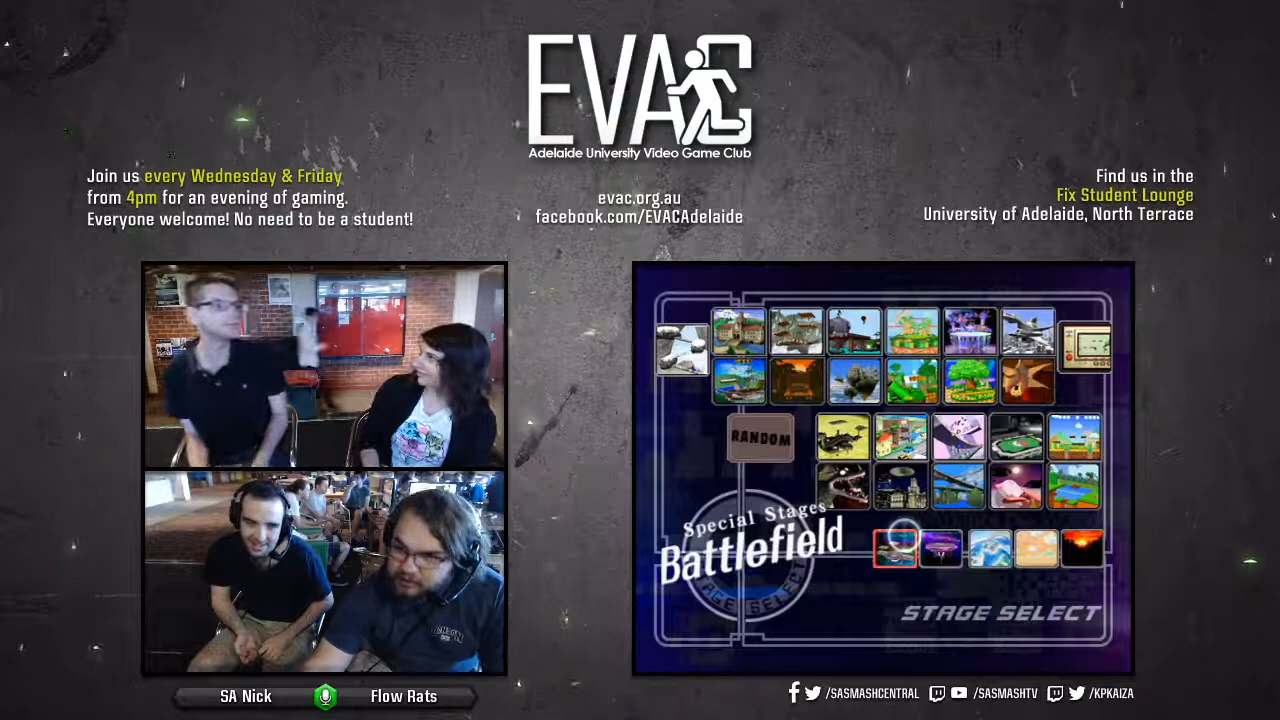 EVAC
Adelaide University Video Game Club
Join us every Wednesday & Friday
from 4pm for an evening of gaming.
Everyone welcome! No need to be a student!
evac.org.au
facebook.com/EVACAdelaide
Find us in the
Fix Student Lounge
University of Adelaide, North Terrace
RANDOM
Special Stages
Battlefield
STAGE SELECT
STAGE SELECT
SA Nick
Flow Rats
/SASMASHCENTRAL
/SASMASHTV
/KPKAIZA